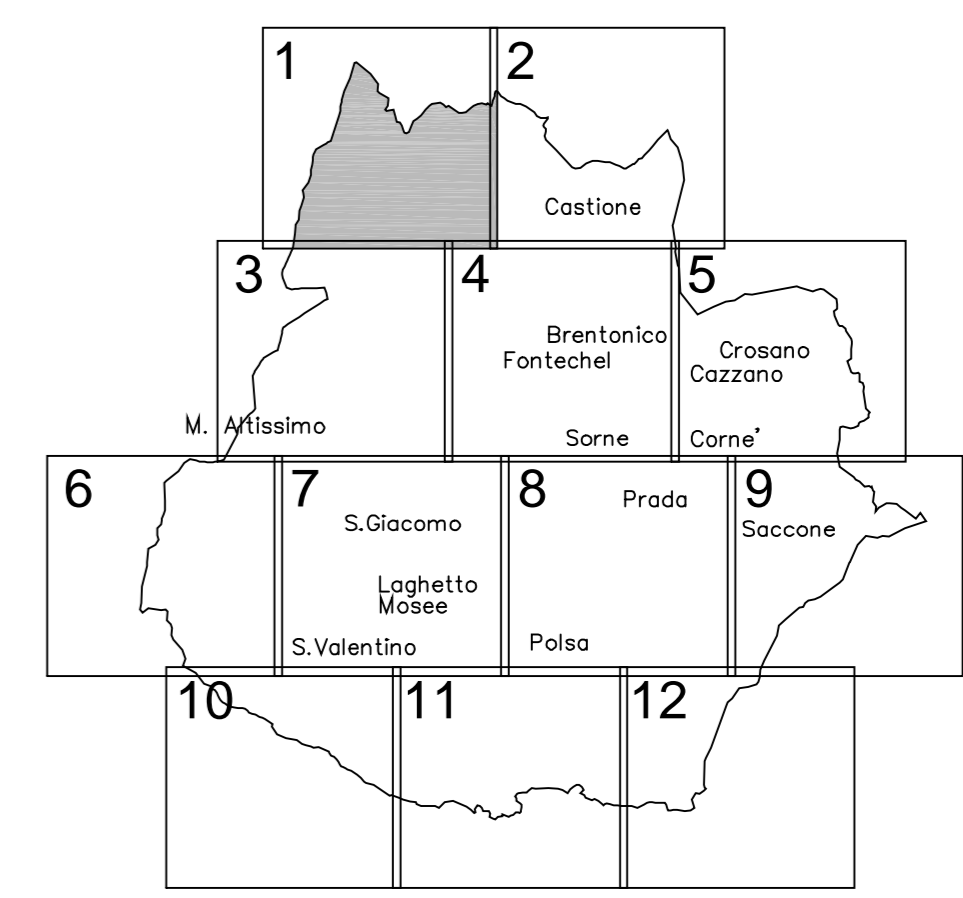 1
2
Castione
3
4
5
Brentonico
Fontechel
Crosano
Cazzano
M. Altissimo
Sorne
Corne'
6
7
8
9
Prada
S.Giacomo
Saccone
Laghetto
Mosee
S.Valentino
Polsa
10
11
12